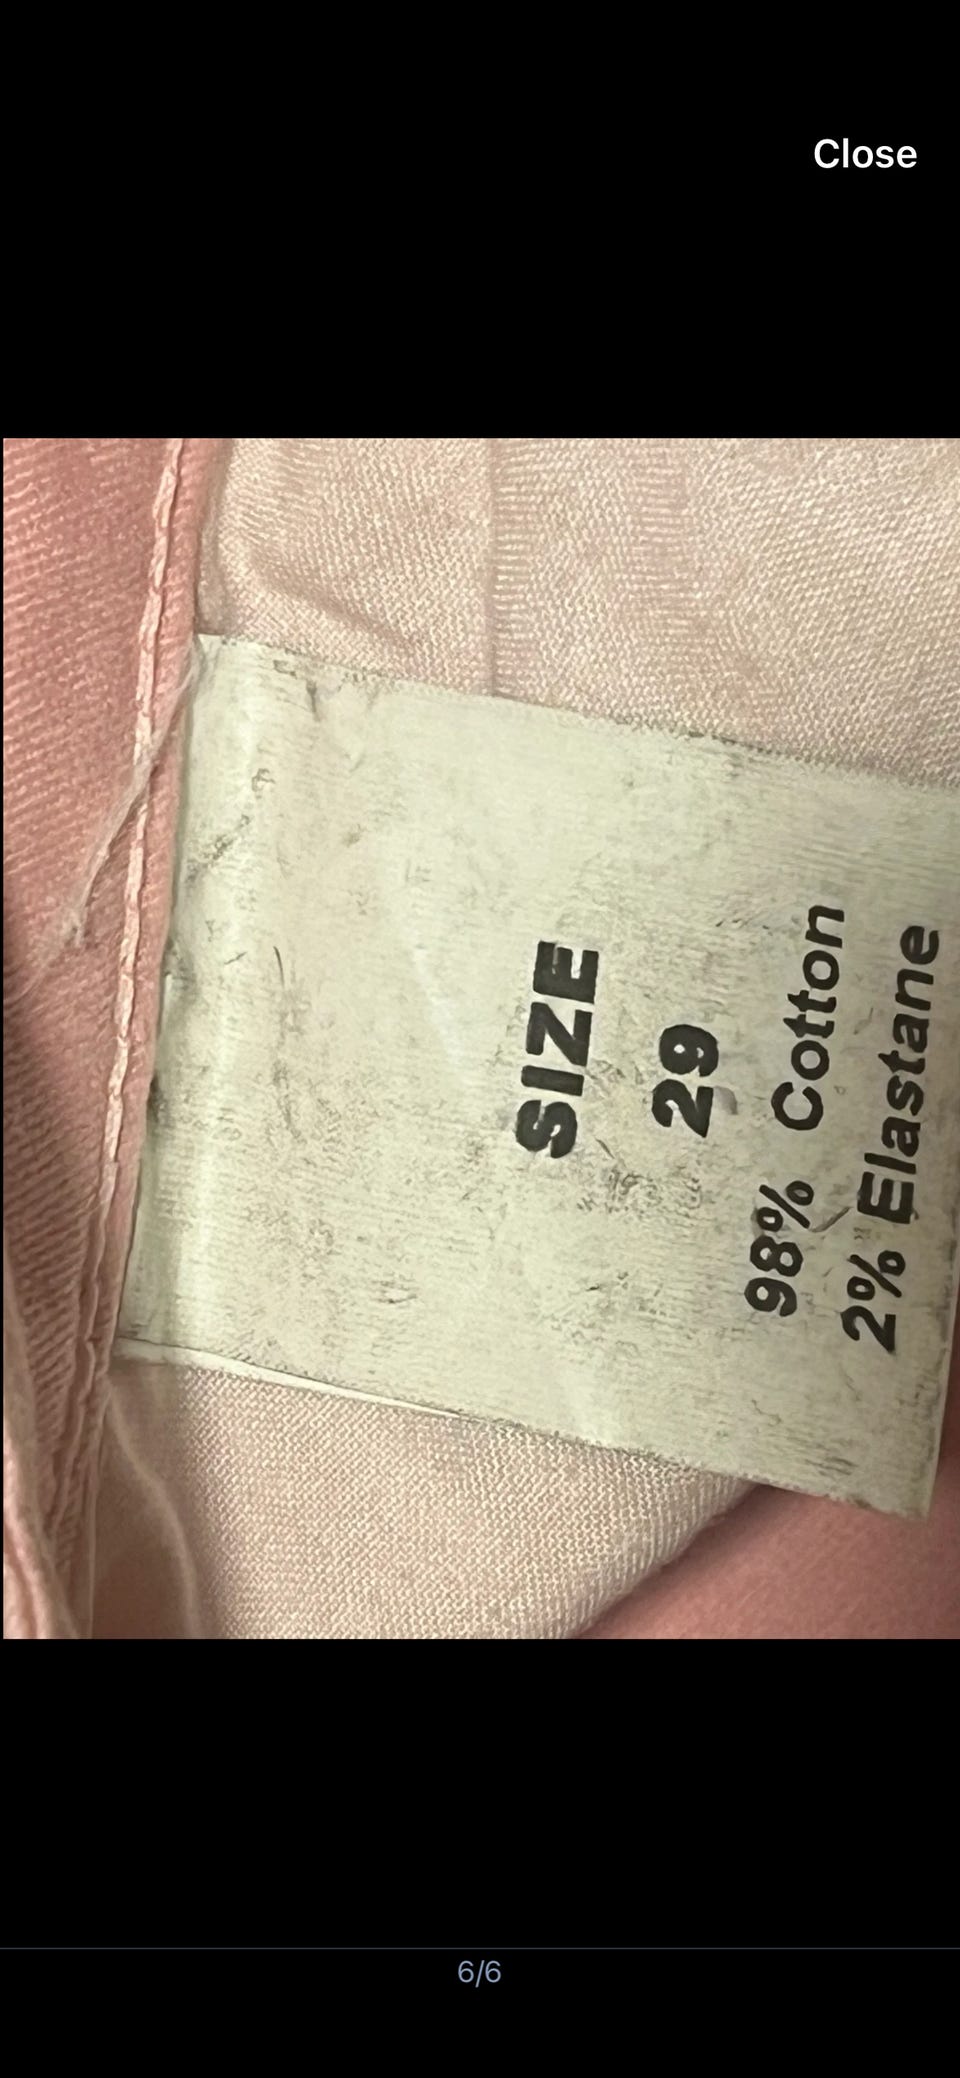 Close
SIZE
29
98% Cotton
2% Elastane
6/6